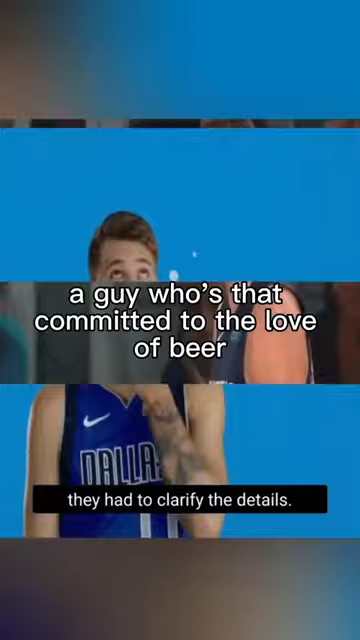 a guy who's that
committed to the love
of beer
DALLAS
they had to clarify the details.